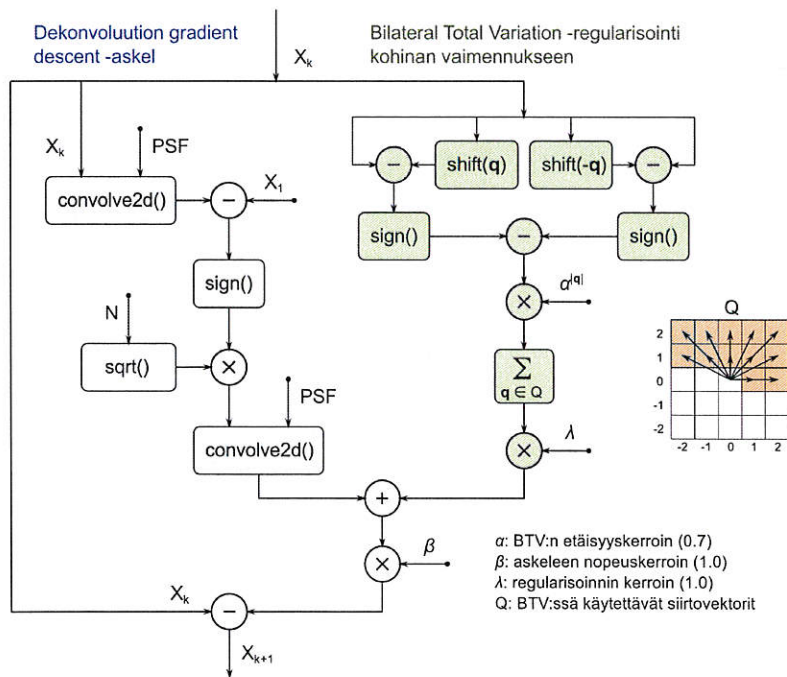 Dekonvoluution gradient
descent -askel
Bilateral Total Variation -regularisointi
kohinan vaimennukseen
X_k
X_k
PSF
convolve2d()
−
X_1
sign()
N
sqrt()
×
PSF
convolve2d()
−
shift(q)
shift(-q)
−
sign()
−
sign()
×
α^|q|
∑
q ∈ Q
×
λ
+
×
β
X_k
−
X_{k+1}
Q
2
1
0
-1
-2
-2 -1 0 1 2
α: BTV:n etäisyyskerroin (0.7)
β: askeleen nopeuskerroin (1.0)
λ: regularisoinnin kerroin (1.0)
Q: BTV:ssä käytettävät siirtovektorit